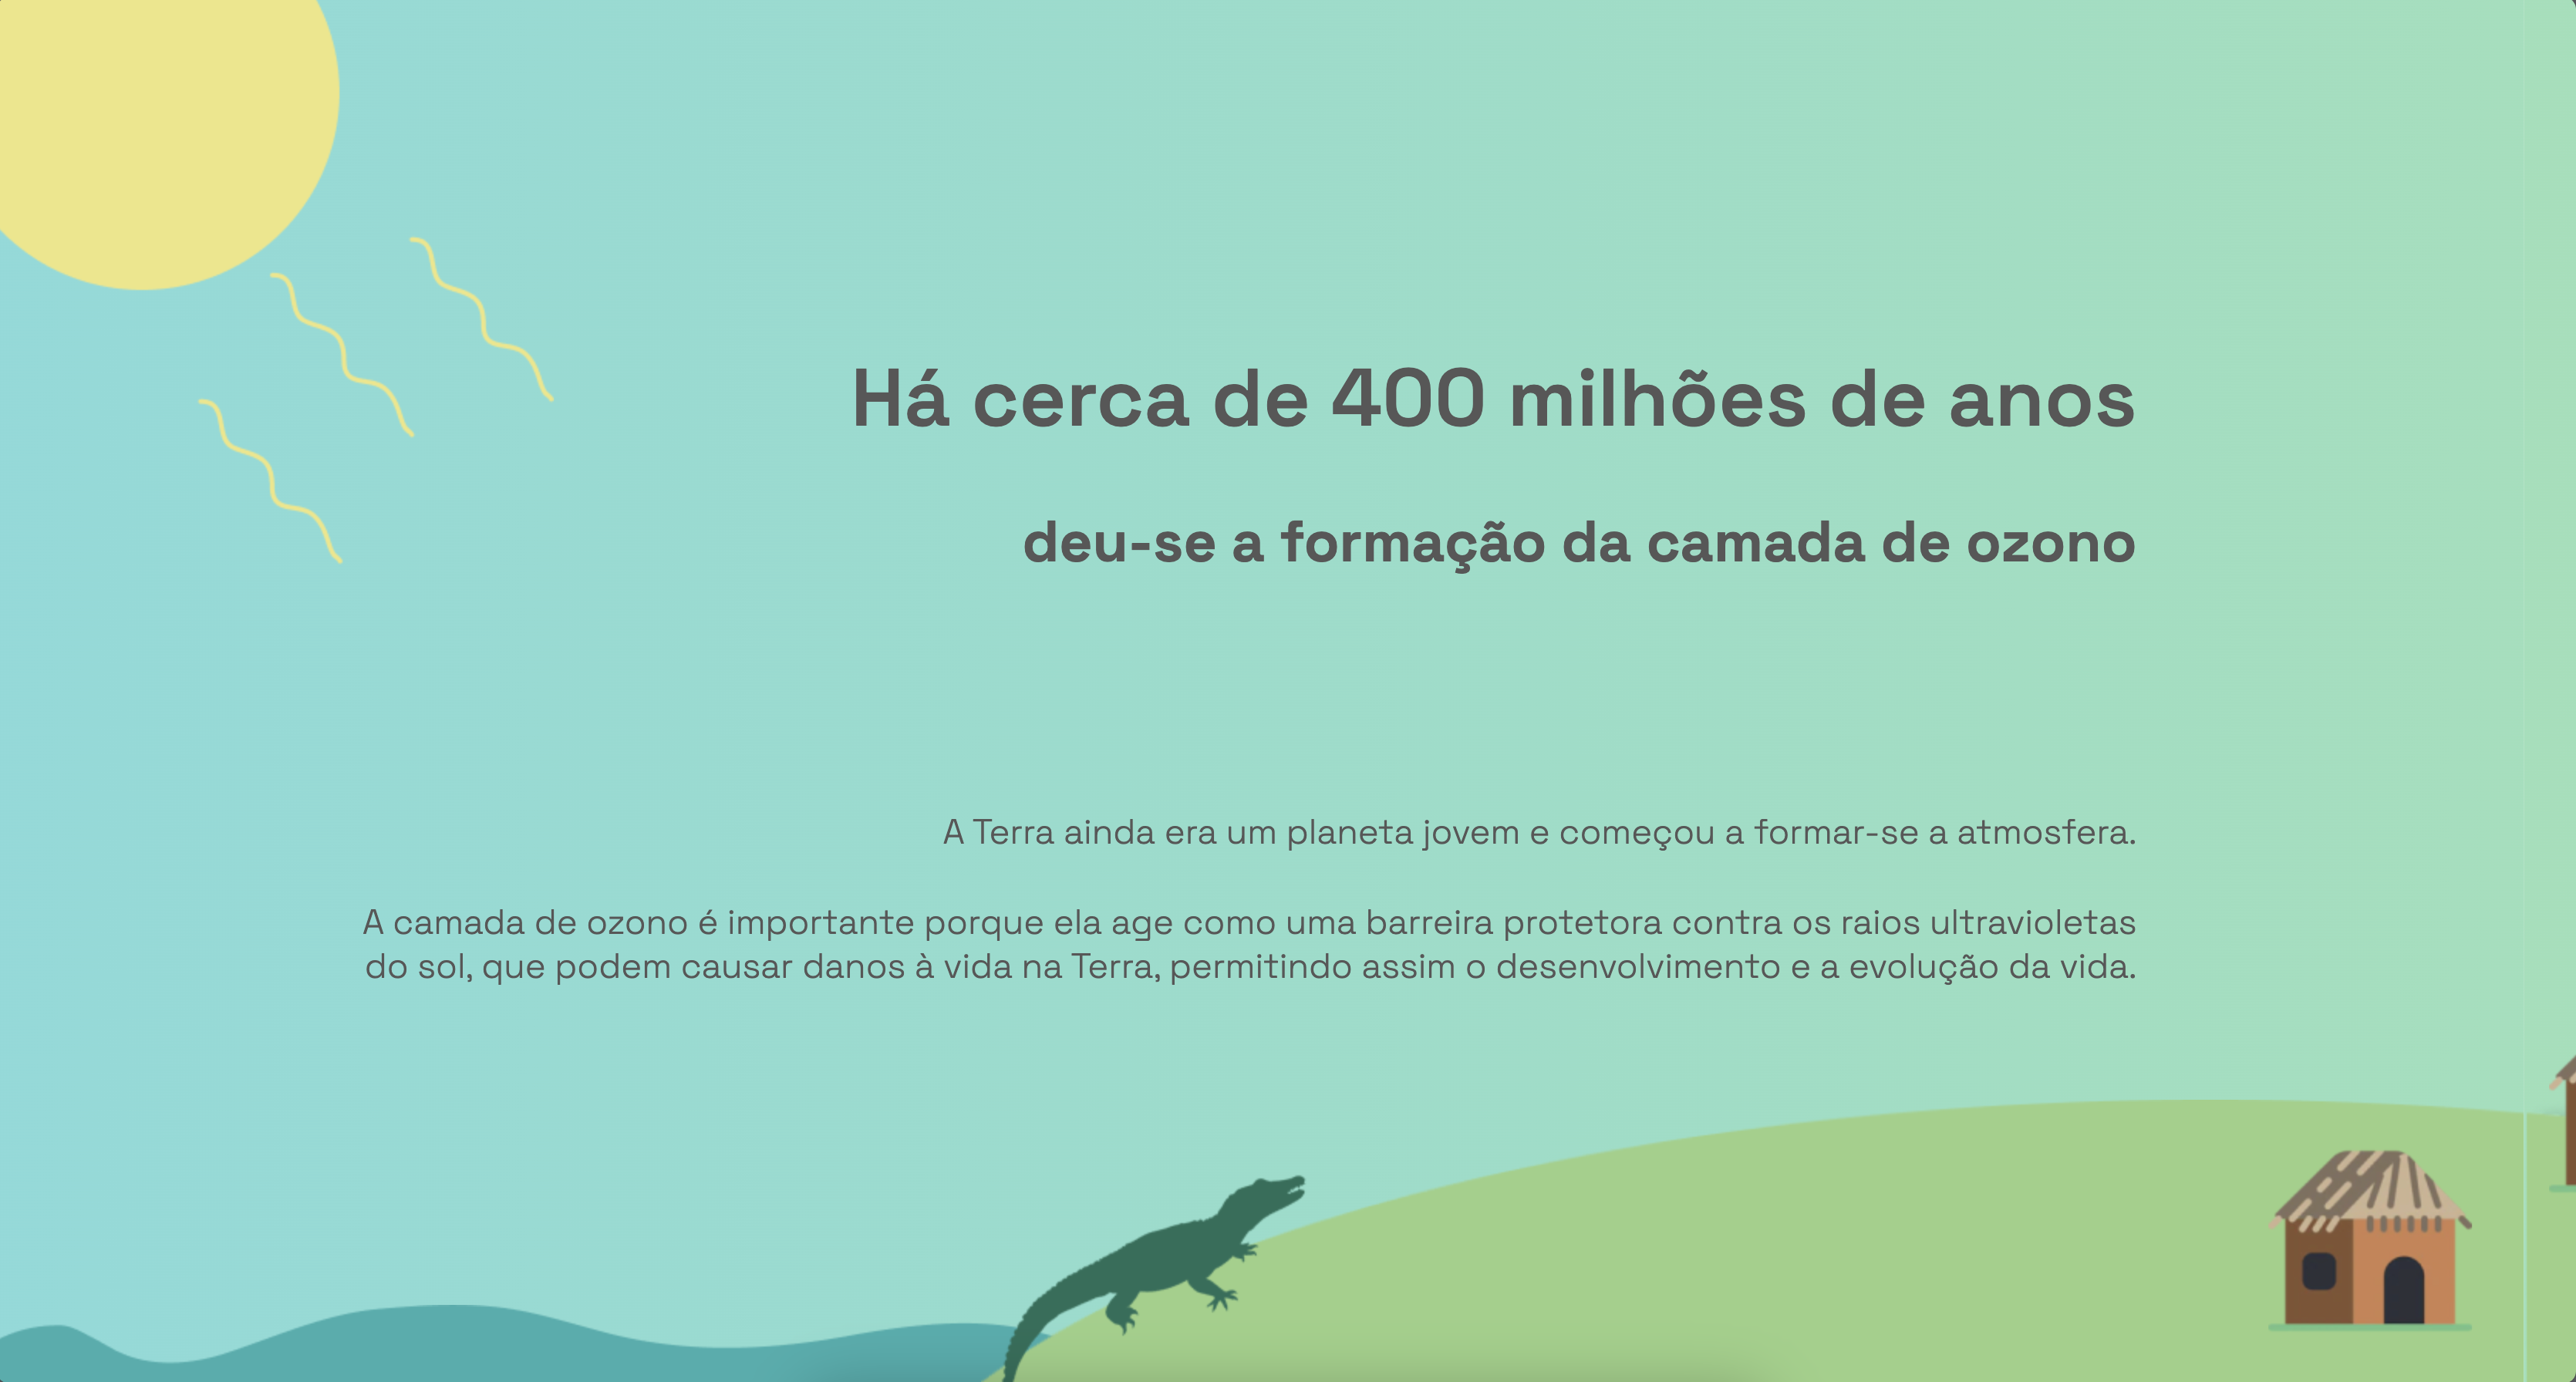 Há cerca de 400 milhões de anos
deu-se a formação da camada de ozono
A Terra ainda era um planeta jovem e começou a formar-se a atmosfera.
A camada de ozono é importante porque ela age como uma barreira protetora contra os raios ultravioletas
do sol, que podem causar danos à vida na Terra, permitindo assim o desenvolvimento e a evolução da vida.